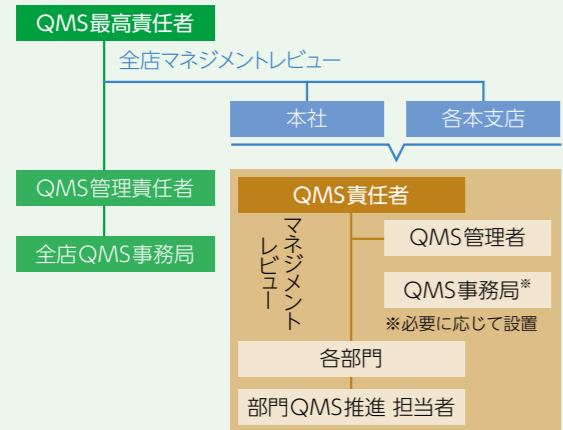 QMS最高責任者
全店マネジメントレビュー
本社
各本支店
QMS管理責任者
全店QMS事務局
QMS責任者
マネジメント
レビュー
QMS管理者
QMS事務局※
※必要に応じて設置
各部門
部門QMS推進 担当者